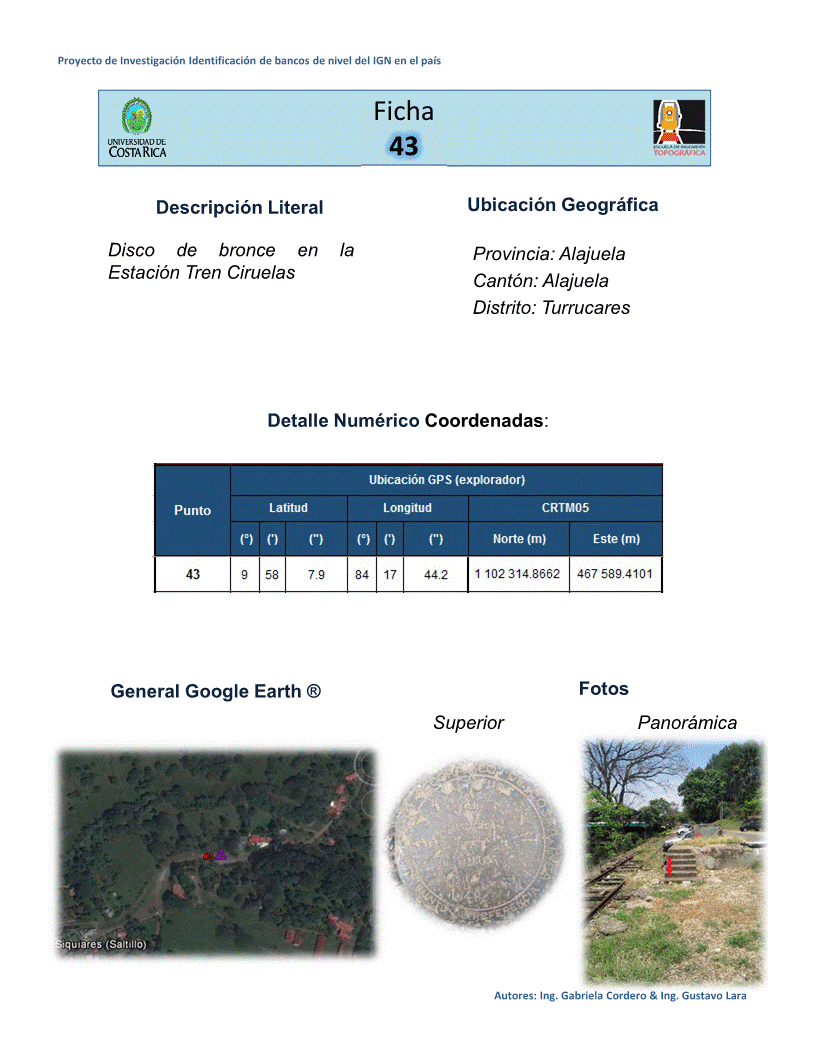 Proyecto de Investigación Identificación de bancos de nivel del IGN en el país
Ficha
43
UNIVERSIDAD DE
COSTA RICA
ESCUELA DE INGENIERÍA
TOPOGRÁFICA
Descripción Literal
Disco de bronce en la
Estación Tren Ciruelas
Ubicación Geográfica
Provincia: Alajuela
Cantón: Alajuela
Distrito: Turrucares
Detalle Numérico Coordenadas:
Punto
Ubicación GPS (explorador)
Latitud Longitud CRTM05
(°) (') (") (°) (') (") Norte (m) Este (m)
43 9 58 7.9 84 17 44.2 1 102 314.8662 467 589.4101
General Google Earth ®
Fotos
Superior Panorámica
43
Siquiares (Saltillo)
Autores: Ing. Gabriela Cordero & Ing. Gustavo Lara